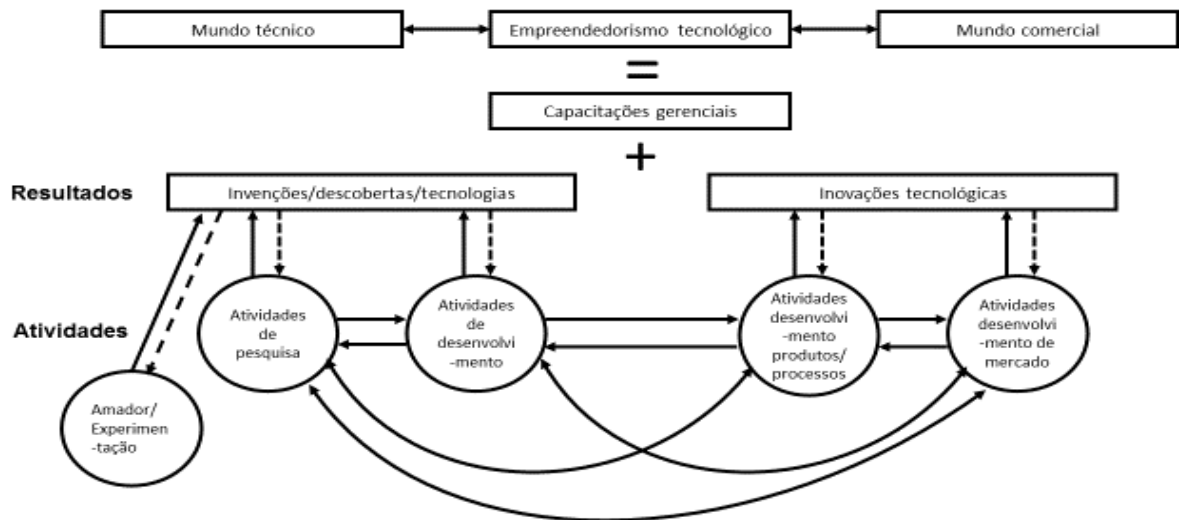 Mundo técnico
Empreendedorismo tecnológico
Mundo comercial
=
Capacitações gerenciais
+
Resultados
Invenções/descobertas/tecnologias
Inovações tecnológicas
Atividades
Atividades
de
pesquisa
Atividades
de
desenvolvi
-mento
Atividades
desenvolvi
-mento
produtos/
processos
Atividades
desenvolvi
-mento de
mercado
Amador/
Experimen
-tação